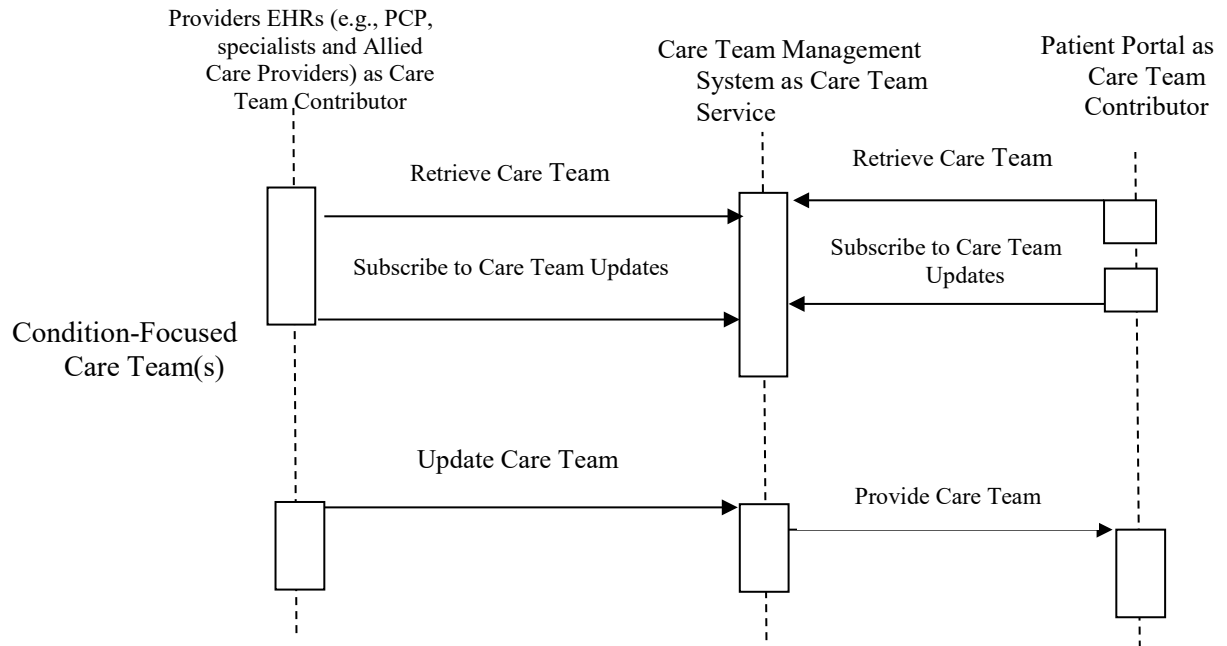 Providers EHRs (e.g., PCP,
specialists and Allied
Care Providers) as Care
Team Contributor
Care Team Management
System as Care Team
Service
Patient Portal as
Care Team
Contributor
Retrieve Care Team
Retrieve Care Team
Subscribe to Care Team Updates
Subscribe to Care Team
Updates
Condition-Focused
Care Team(s)
Update Care Team
Provide Care Team